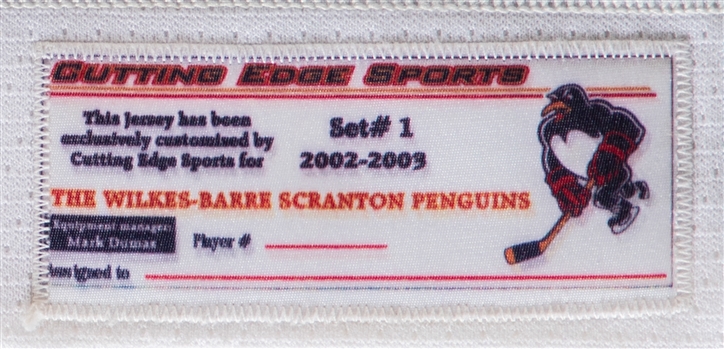 CUTTING EDGE SPORTS
This Jersey has been
exclusively customized by
Cutting Edge Sports for
Set# 1
2002-2003
THE WILKES-BARRE SCRANTON PENGUINS
Equipment manager
Mark Dumas
Player #
Assigned to